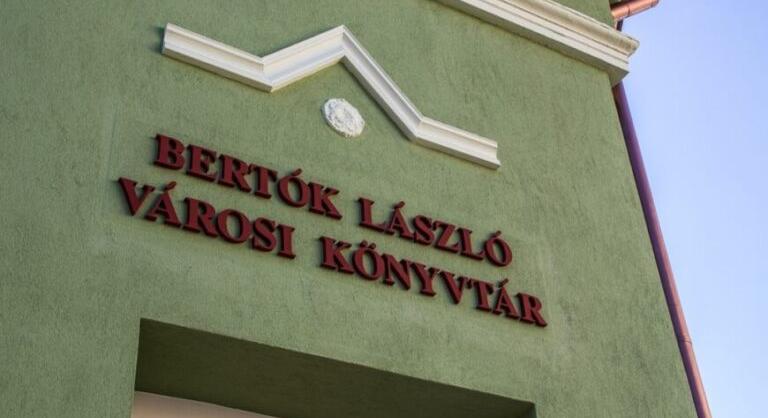 BERTÓK LÁSZLÓ
VÁROSI KÖNYVTÁR